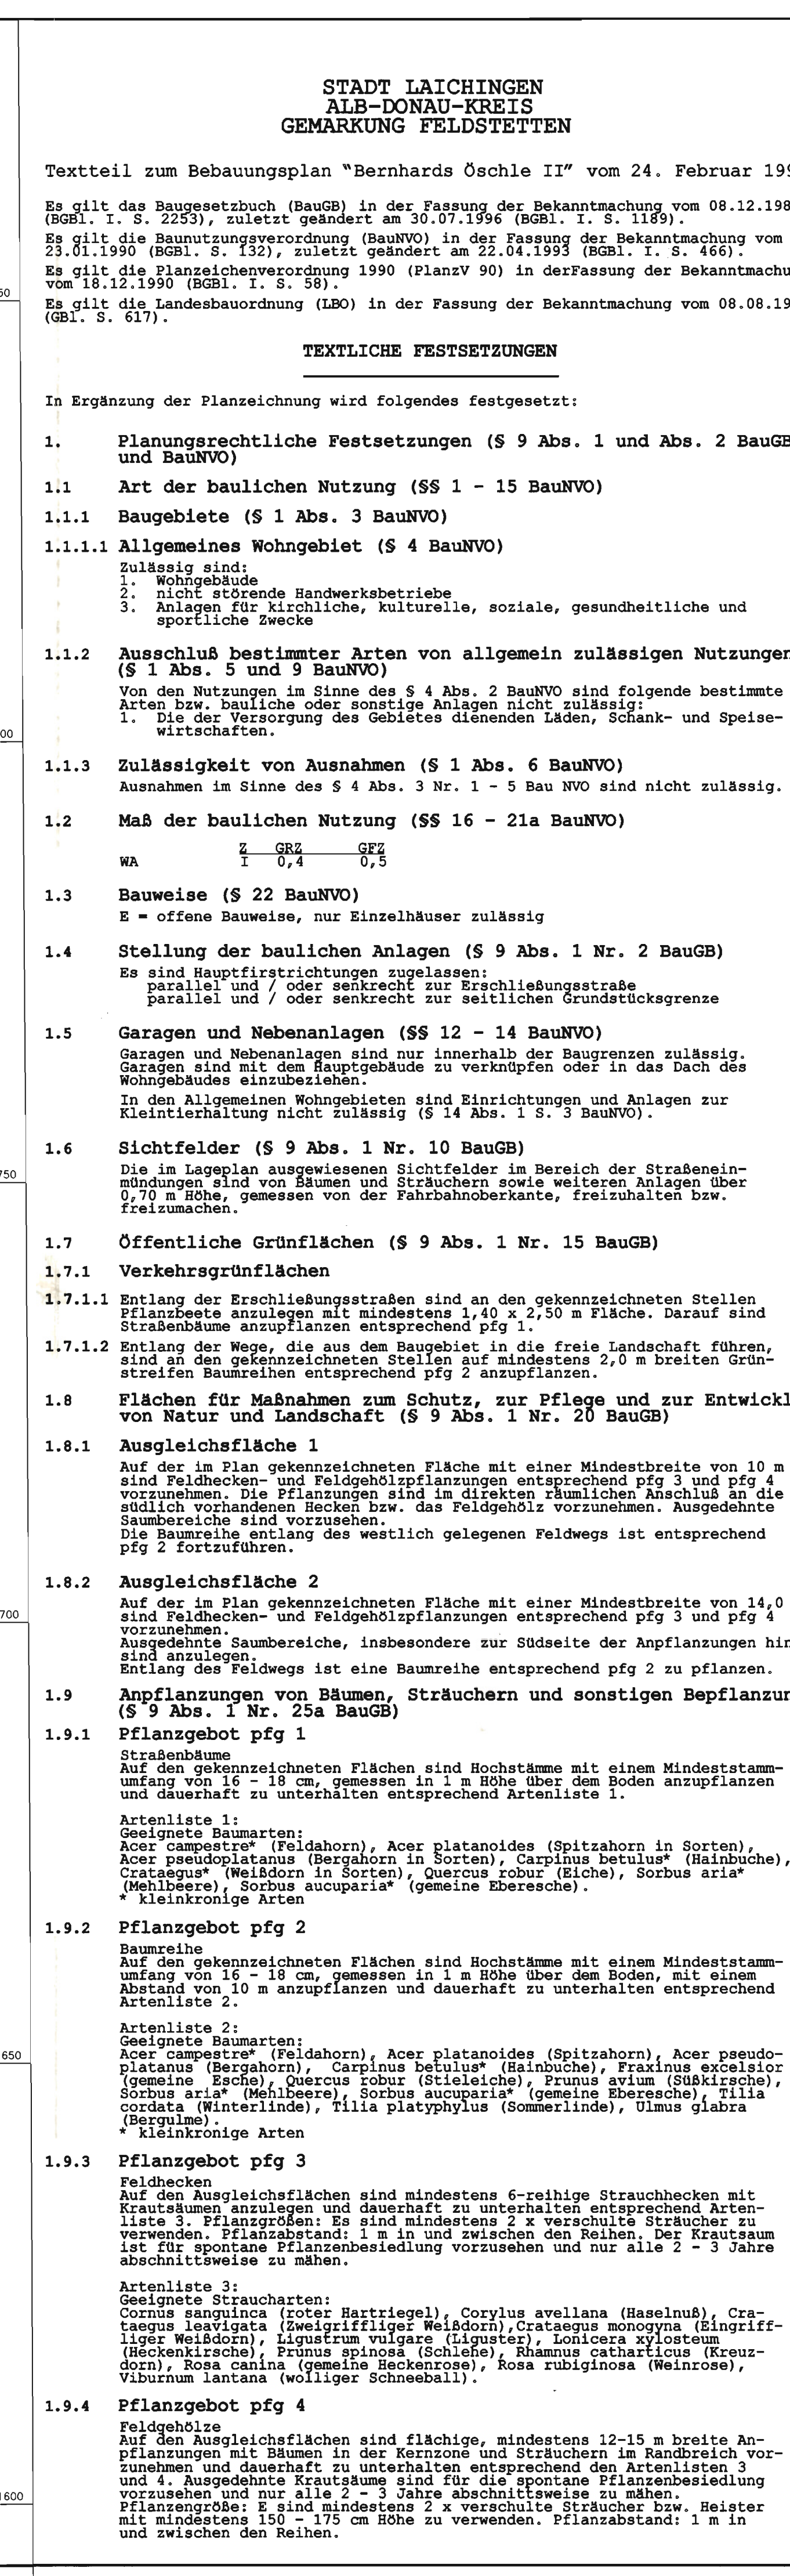 STADT LAICHINGEN
ALB-DONAU-KREIS
GEMARKUNG FELDSTETTEN
Textteil zum Bebauungsplan "Bernhards Öschle II" vom 24. Februar 199
Es gilt das Baugesetzbuch (BauGB) in der Fassung der Bekanntmachung vom 08.12.198
(BGBl. I. S. 2253), zuletzt geändert am 30.07.1996 (BGBl. I. S. 1189).
Es gilt die Baunutzungsverordnung (BauNVO) in der Fassung der Bekanntmachung vom
23.01.1990 (BGBl. S. 132), zuletzt geändert am 22.04.1993 (BGBl. I. S. 466).
Es gilt die Planzeichenverordnung 1990 (PlanzV 90) in derFassung der Bekanntmachu
vom 18.12.1990 (BGBl. I. S. 58).
50
Es gilt die Landesbauordnung (LBO) in der Fassung der Bekanntmachung vom 08.08.19
(GBl. S. 617).
TEXTLICHE FESTSETZUNGEN
In Ergänzung der Planzeichnung wird folgendes festgesetzt:
1. Planungsrechtliche Festsetzungen (§ 9 Abs. 1 und Abs. 2 BauGB
und BauNVO)
1.1 Art der baulichen Nutzung (§§ 1 - 15 BauNVO)
1.1.1 Baugebiete (§ 1 Abs. 3 BauNVO)
1.1.1.1 Allgemeines Wohngebiet (§ 4 BauNVO)
Zulässig sind:
1. Wohngebäude
2. nicht störende Handwerksbetriebe
3. Anlagen für kirchliche, kulturelle, soziale, gesundheitliche und
sportliche Zwecke
1.1.2 Ausschluß bestimmter Arten von allgemein zulässigen Nutzungen
(§ 1 Abs. 5 und 9 BauNVO)
Von den Nutzungen im Sinne des § 4 Abs. 2 BauNVO sind folgende bestimmte
Arten bzw. bauliche oder sonstige Anlagen nicht zulässig:
1. Die der Versorgung des Gebietes dienenden Läden, Schank- und Speise-
wirtschaften.
00
1.1.3 Zulässigkeit von Ausnahmen (§ 1 Abs. 6 BauNVO)
Ausnahmen im Sinne des § 4 Abs. 3 Nr. 1 - 5 Bau NVO sind nicht zulässig.
1.2 Maß der baulichen Nutzung (§§ 16 - 21a BauNVO)
Z GRZ GFZ
WA I 0,4 0,5
1.3 Bauweise (§ 22 BauNVO)
E = offene Bauweise, nur Einzelhäuser zulässig
1.4 Stellung der baulichen Anlagen (§ 9 Abs. 1 Nr. 2 BauGB)
Es sind Hauptfirstrichtungen zugelassen:
parallel und / oder senkrecht zur Erschließungsstraße
parallel und / oder senkrecht zur seitlichen Grundstücksgrenze
1.5 Garagen und Nebenanlagen (§§ 12 - 14 BauNVO)
Garagen und Nebenanlagen sind nur innerhalb der Baugrenzen zulässig.
Garagen sind mit dem Hauptgebäude zu verknüpfen oder in das Dach des
Wohngebäudes einzubeziehen.
In den Allgemeinen Wohngebieten sind Einrichtungen und Anlagen zur
Kleintierhaltung nicht zulässig (§ 14 Abs. 1 S. 3 BauNVO).
1.6 Sichtfelder (§ 9 Abs. 1 Nr. 10 BauGB)
750
Die im Lageplan ausgewiesenen Sichtfelder im Bereich der Straßenein-
mündungen sind von Bäumen und Sträuchern sowie weiteren Anlagen über
0,70 m Höhe, gemessen von der Fahrbahnoberkante, freizuhalten bzw.
freizumachen.
1.7 Öffentliche Grünflächen (§ 9 Abs. 1 Nr. 15 BauGB)
1.7.1 Verkehrsgrünflächen
1.7.1.1 Entlang der Erschließungsstraßen sind an den gekennzeichneten Stellen
Pflanzbeete anzulegen mit mindestens 1,40 x 2,50 m Fläche. Darauf sind
Straßenbäume anzupflanzen entsprechend pfg 1.
1.7.1.2 Entlang der Wege, die aus dem Baugebiet in die freie Landschaft führen,
sind an den gekennzeichneten Stellen auf mindestens 2,0 m breiten Grün-
streifen Baumreihen entsprechend pfg 2 anzupflanzen.
1.8 Flächen für Maßnahmen zum Schutz, zur Pflege und zur Entwickl
von Natur und Landschaft (§ 9 Abs. 1 Nr. 20 BauGB)
1.8.1 Ausgleichsfläche 1
Auf der im Plan gekennzeichneten Fläche mit einer Mindestbreite von 10 m
sind Feldhecken- und Feldgehölzpflanzungen entsprechend pfg 3 und pfg 4
vorzunehmen. Die Pflanzungen sind im direkten räumlichen Anschluß an die
südlich vorhandenen Hecken bzw. das Feldgehölz vorzunehmen. Ausgedehnte
Saumbereiche sind vorzusehen.
Die Baumreihe entlang des westlich gelegenen Feldwegs ist entsprechend
pfg 2 fortzuführen.
1.8.2 Ausgleichsfläche 2
Auf der im Plan gekennzeichneten Fläche mit einer Mindestbreite von 14,0
sind Feldhecken- und Feldgehölzpflanzungen entsprechend pfg 3 und pfg 4
700
vorzunehmen.
Ausgedehnte Saumbereiche, insbesondere zur Südseite der Anpflanzungen hin
sind anzulegen.
Entlang des Feldwegs ist eine Baumreihe entsprechend pfg 2 zu pflanzen.
1.9 Anpflanzungen von Bäumen, Sträuchern und sonstigen Bepflanzun
(§ 9 Abs. 1 Nr. 25a BauGB)
1.9.1 Pflanzgebot pfg 1
Straßenbäume
Auf den gekennzeichneten Flächen sind Hochstämme mit einem Mindeststamm-
umfang von 16 - 18 cm, gemessen in 1 m Höhe über dem Boden anzupflanzen
und dauerhaft zu unterhalten entsprechend Artenliste 1.
Artenliste 1:
Geeignete Baumarten:
Acer campestre* (Feldahorn), Acer platanoides (Spitzahorn in Sorten),
Acer pseudoplatanus (Bergahorn in Sorten), Carpinus betulus* (Hainbuche),
Crataegus* (Weißdorn in Sorten), Quercus robur (Eiche), Sorbus aria*
(Mehlbeere), Sorbus aucuparia* (gemeine Eberesche).
* kleinkronige Arten
1.9.2 Pflanzgebot pfg 2
Baumreihe
Auf den gekennzeichneten Flächen sind Hochstämme mit einem Mindeststamm-
umfang von 16 - 18 cm, gemessen in 1 m Höhe über dem Boden, mit einem
Abstand von 10 m anzupflanzen und dauerhaft zu unterhalten entsprechend
Artenliste 2.
Artenliste 2:
Geeignete Baumarten:
650
Acer campestre* (Feldahorn), Acer platanoides (Spitzahorn), Acer pseudo-
platanus (Bergahorn), Carpinus betulus* (Hainbuche), Fraxinus excelsior
(gemeine Esche), Quercus robur (Stieleiche), Prunus avium (Süßkirsche),
Sorbus aria* (Mehlbeere), Sorbus aucuparia* (gemeine Eberesche), Tilia
cordata (Winterlinde), Tilia platyphylus (Sommerlinde), Ulmus glabra
(Bergulme).
* kleinkronige Arten
1.9.3 Pflanzgebot pfg 3
Feldhecken
Auf den Ausgleichsflächen sind mindestens 6-reihige Strauchhecken mit
Krautsäumen anzulegen und dauerhaft zu unterhalten entsprechend Arten-
liste 3. Pflanzgrößen: Es sind mindestens 2 x verschulte Sträucher zu
verwenden. Pflanzabstand: 1 m in und zwischen den Reihen. Der Krautsaum
ist für spontane Pflanzenbesiedlung vorzusehen und nur alle 2 - 3 Jahre
abschnittsweise zu mähen.
Artenliste 3:
Geeignete Straucharten:
Cornus sanguinca (roter Hartriegel), Corylus avellana (Haselnuß), Cra-
taegus leavigata (Zweigriffliger Weißdorn),Crataegus monogyna (Eingriff-
liger Weißdorn), Ligustrum vulgare (Liguster), Lonicera xylosteum
(Heckenkirsche), Prunus spinosa (Schlehe), Rhamnus catharticus (Kreuz-
dorn), Rosa canina (gemeine Heckenrose), Rosa rubiginosa (Weinrose),
Viburnum lantana (wolliger Schneeball).
1.9.4 Pflanzgebot pfg 4
Feldgehölze
Auf den Ausgleichsflächen sind flächige, mindestens 12-15 m breite An-
pflanzungen mit Bäumen in der Kernzone und Sträuchern im Randbreich vor-
zunehmen und dauerhaft zu unterhalten entsprechend den Artenlisten 3
und 4. Ausgedehnte Krautsäume sind für die spontane Pflanzenbesiedlung
1600
vorzusehen und nur alle 2 - 3 Jahre abschnittsweise zu mähen.
Pflanzengröße: E sind mindestens 2 x verschulte Sträucher bzw. Heister
mit mindestens 150 - 175 cm Höhe zu verwenden. Pflanzabstand: 1 m in
und zwischen den Reihen.